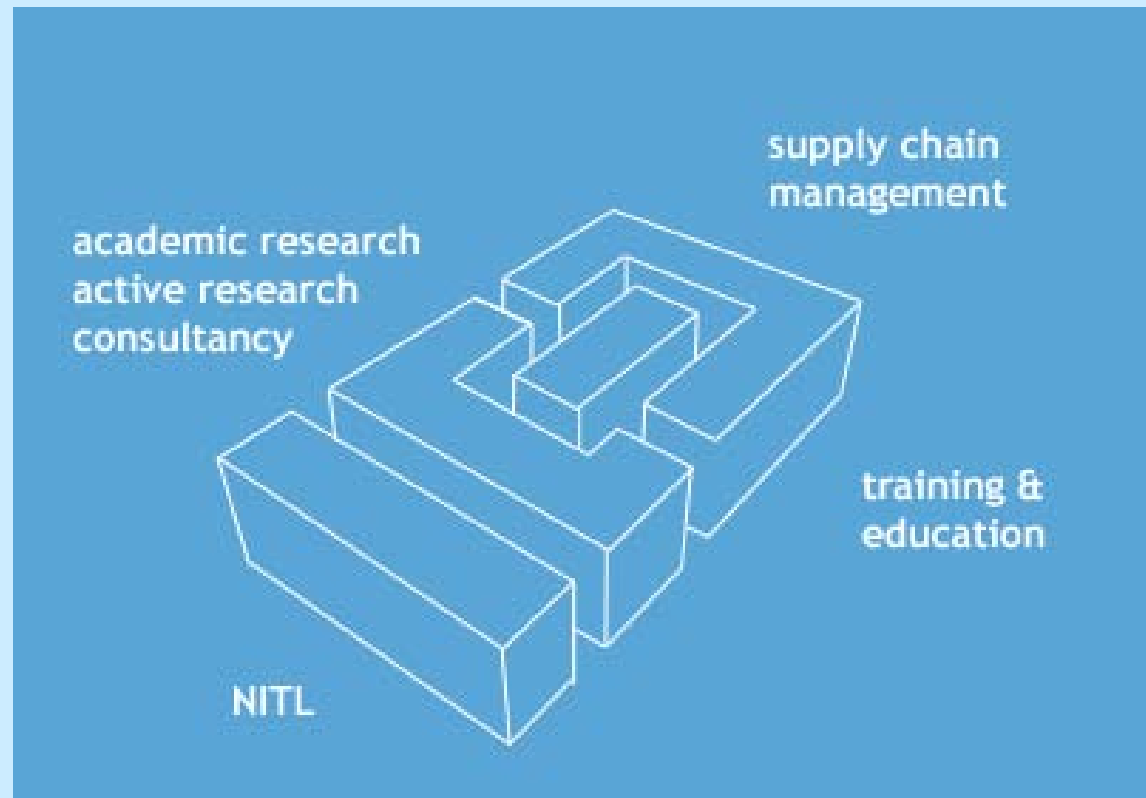 supply chain
management
academic research
active research
consultancy
training &
education
NITL